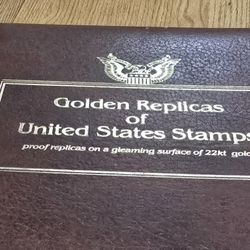 Golden Replicas
of
United States Stamps
proof replicas on a gleaming surface of 22kt gold